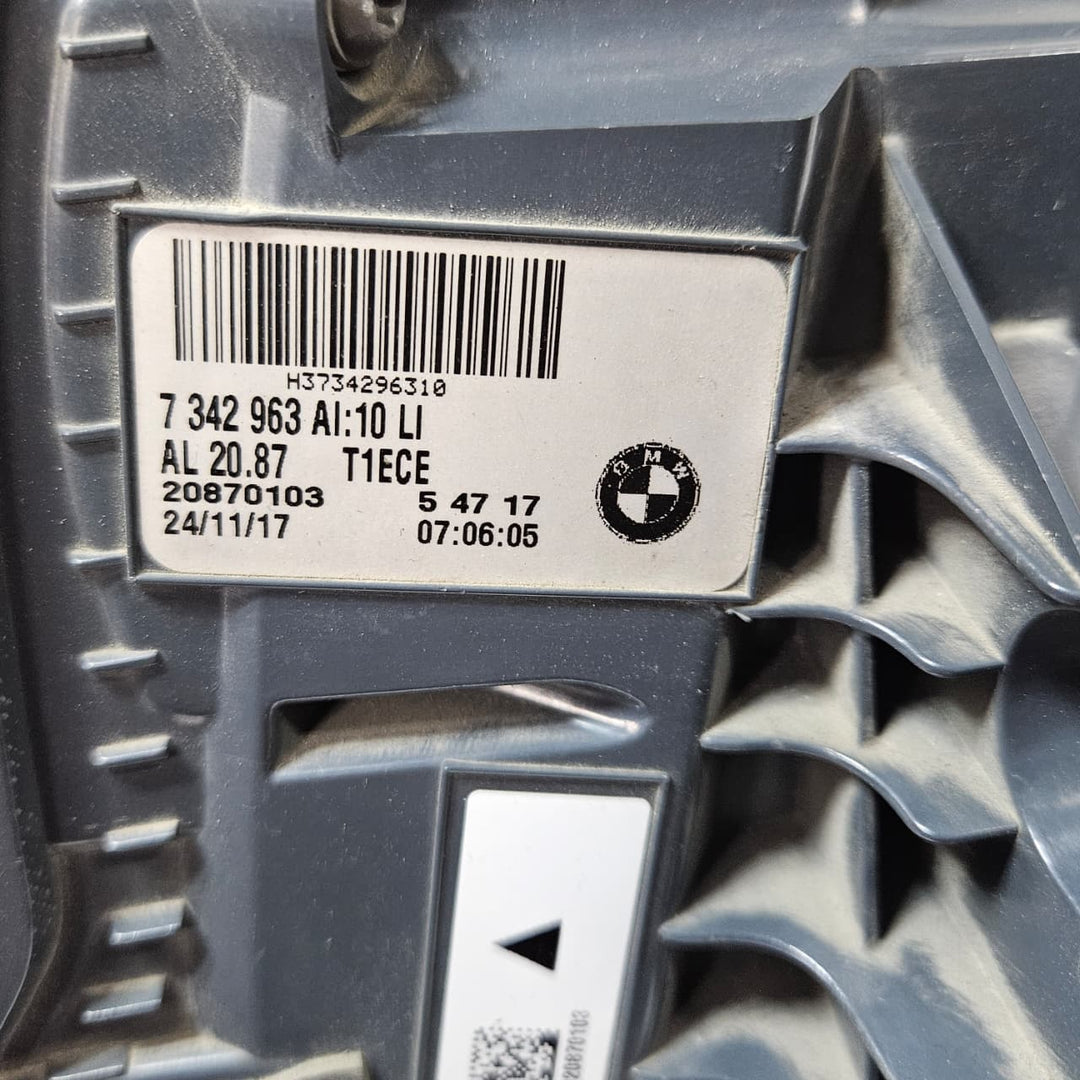 H3734296310
7 342 963 AI:10 LI
AL 20.87 T1ECE
20870103 5 47 17
24/11/17 07:06:05
BMW
20870103